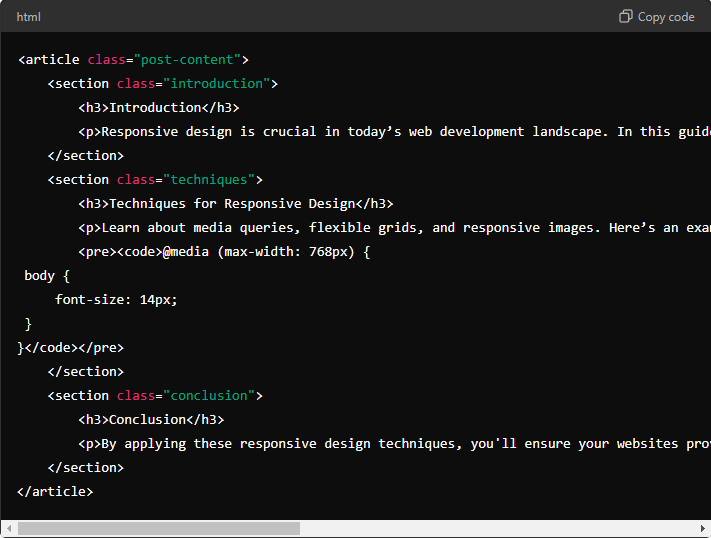 html
Copy code
<article class="post-content">
    <section class="introduction">
        <h3>Introduction</h3>
        <p>Responsive design is crucial in today’s web development landscape. In this guid
    </section>
    <section class="techniques">
        <h3>Techniques for Responsive Design</h3>
        <p>Learn about media queries, flexible grids, and responsive images. Here’s an exa
        <pre><code>@media (max-width: 768px) {
 body {
     font-size: 14px;
 }
}</code></pre>
    </section>
    <section class="conclusion">
        <h3>Conclusion</h3>
        <p>By applying these responsive design techniques, you'll ensure your websites prov
    </section>
</article>